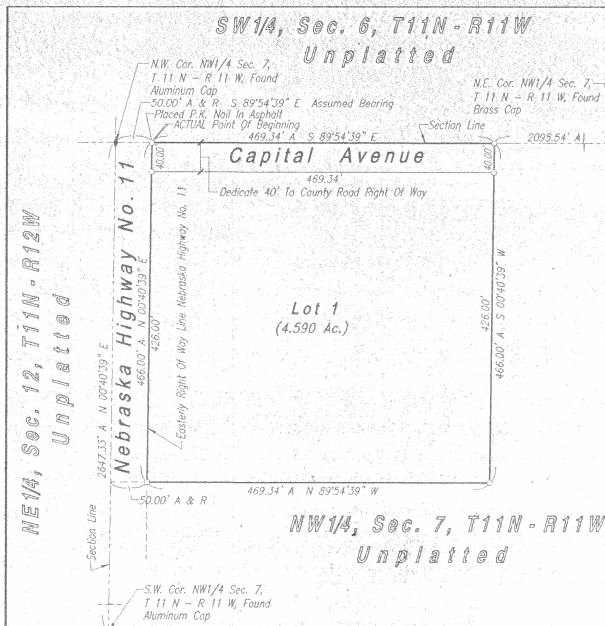 SW1/4, Sec. 6, T11N - R11W
Unplatted
N.W. Cor. NW1/4 Sec. 7,
T 11 N - R 11 W, Found
Aluminum Cap
N.E. Cor. NW1/4 Sec. 7,
T 11 N - R 11 W, Found
Brass Cap
50.00' A & R S 89°54'39" E Assumed Bearing
Placed P.K. Nail In Asphalt
ACTUAL Point Of Beginning
469.34' A S 89°54'39" E
Section Line
2095.54' A
40.00'
Capital Avenue
40.00'
469.34'
Dedicate 40' To County Road Right Of Way
NE1/4, Sec. 12, T11N - R12W
Unplatted
2647.33' A N 00°40'39" E
Nebraska Highway No. 11
466.00' A N 00°40'39" E
426.00'
Easterly Right Of Way Line Nebraska Highway No. 11
Lot 1
(4.590 Ac.)
426.00'
466.00' A S 00°40'39" W
469.34' A N 89°54'39" W
50.00' A & R
Section Line
NW1/4, Sec. 7, T11N - R11W
Unplatted
S.W. Cor. NW1/4 Sec. 7,
T 11 N - R 11 W, Found
Aluminum Cap